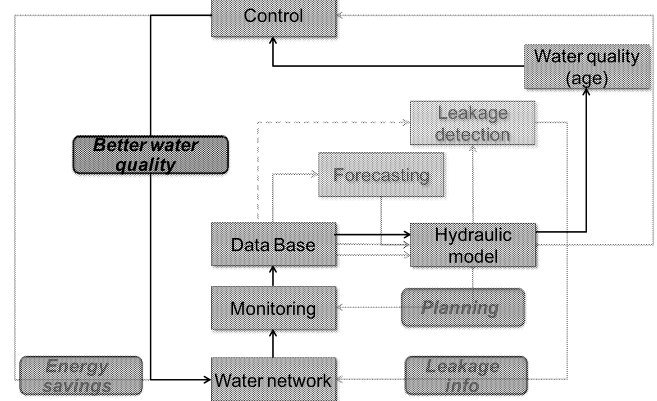 Control
Water quality
(age)
Leakage
detection
Better water
quality
Forecasting
Data Base
Hydraulic
model
Monitoring
Planning
Energy
savings
Water network
Leakage
info